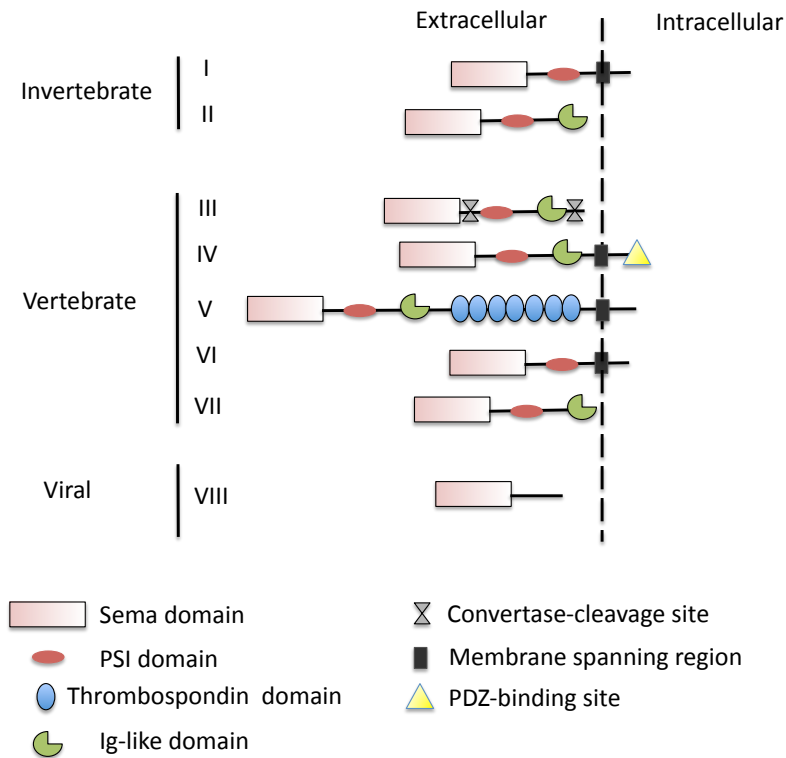 Extracellular Intracellular
Invertebrate
I
II
Vertebrate
III
IV
V
VI
VII
Viral
VIII
Sema domain
PSI domain
Thrombospondin domain
Ig-like domain
Convertase-cleavage site
Membrane spanning region
PDZ-binding site